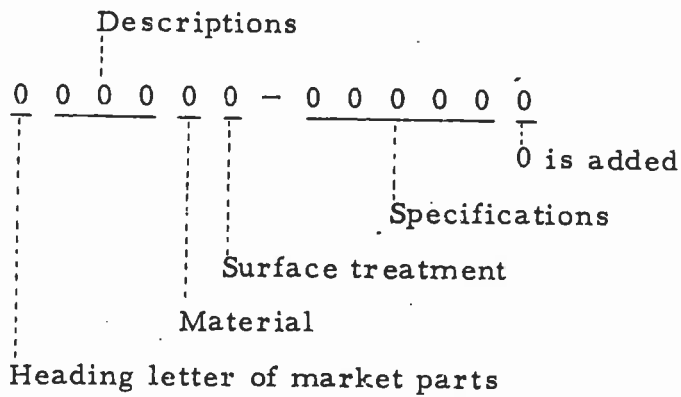 Descriptions
0 0 0 0 0 0 - 0 0 0 0 0 0
0 is added
Specifications
Surface treatment
Material
Heading letter of market parts